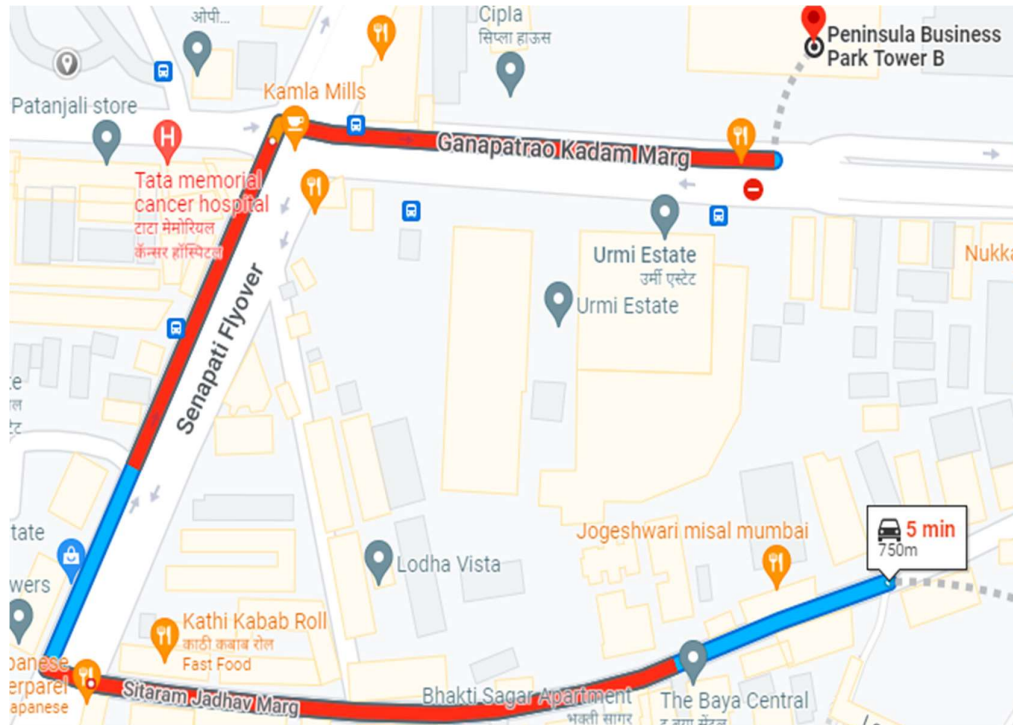 ओपी...
Cipla
सिप्ला हाऊस
Peninsula Business
Park Tower B
Kamla Mills
Patanjali store
H
Ganapatrao Kadam Marg
Tata memorial
cancer hospital
टाटा मेमोरियल
कॅन्सर हॉस्पिटल
Urmi Estate
उर्मी एस्टेट
Nukka
Urmi Estate
Senapati Flyover
te
ल
टेट
5 min
750m
tate
Jogeshwari misal mumbai
Lodha Vista
wers
Kathi Kabab Roll
काठी कबाब रोल
Fast Food
panese
erparel
apanese
Sitaram Jadhav Marg
Bhakti Sagar Apartment
भक्ती सागर
The Baya Central